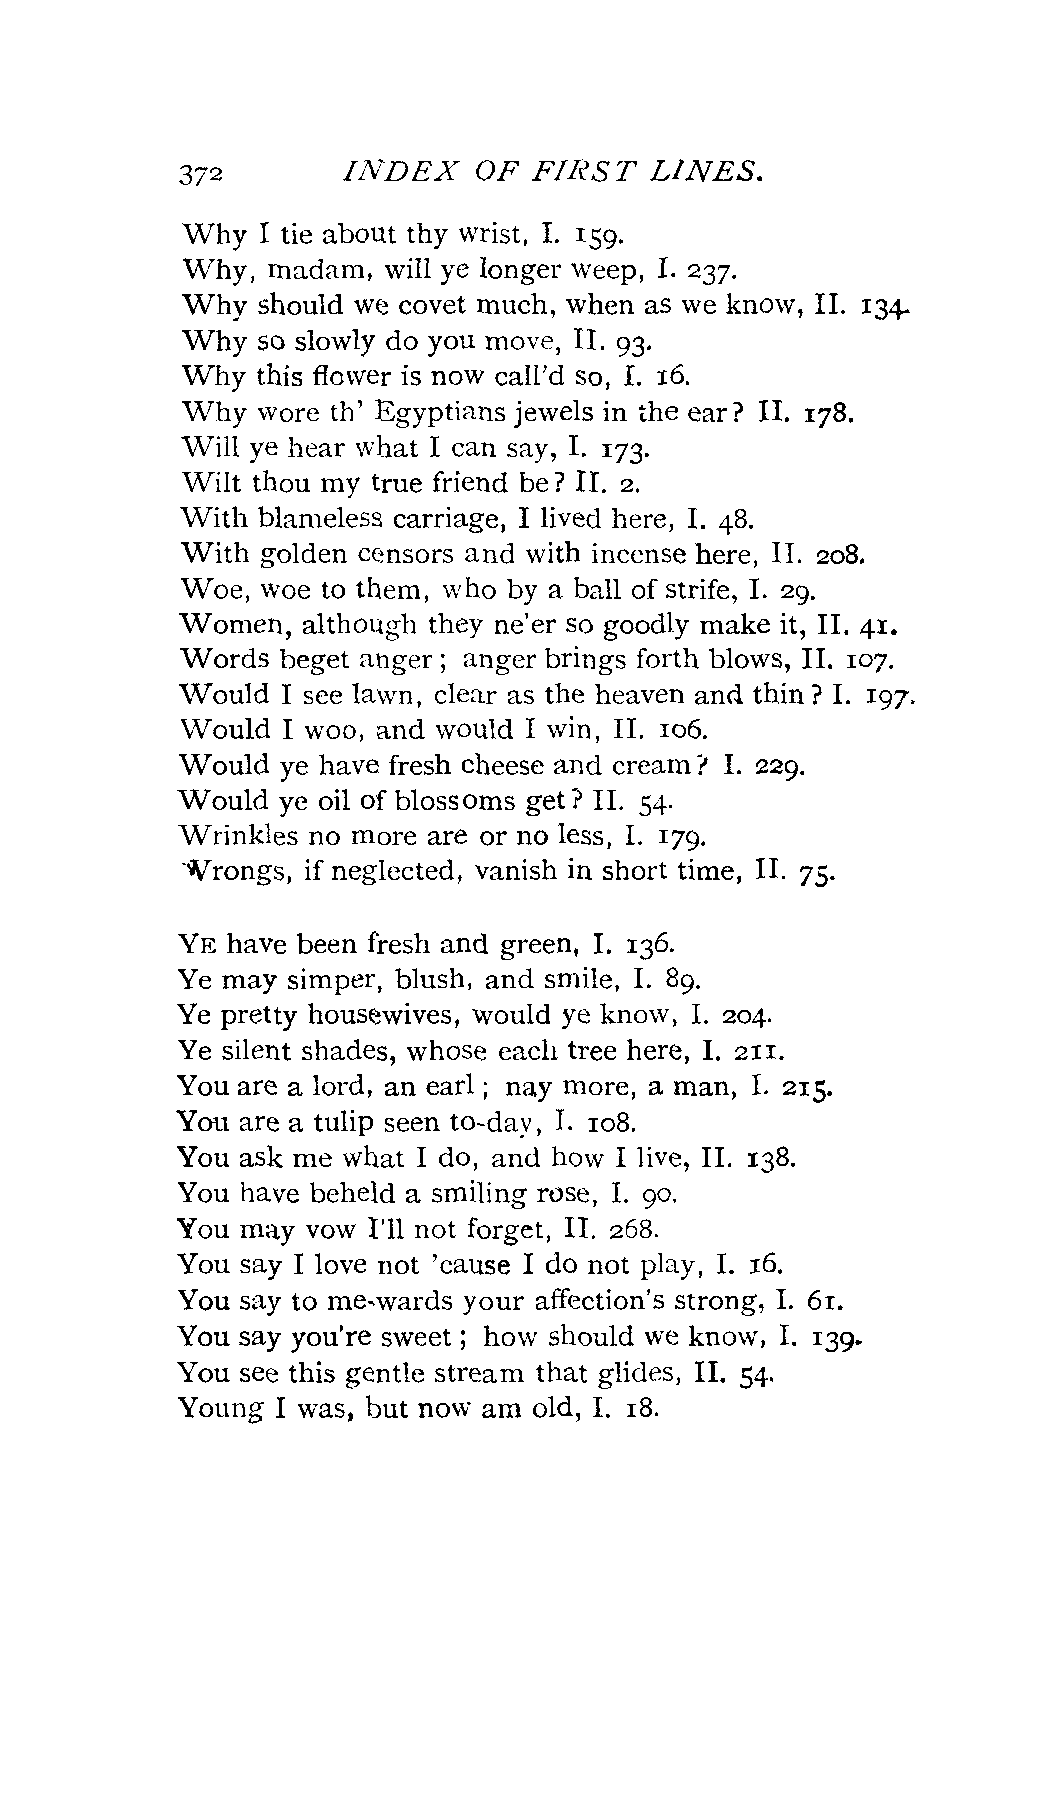 372 INDEX OF FIRST LINES.
Why I tie about thy wrist, I. 159.
Why, madam, will ye longer weep, I. 237.
Why should we covet much, when as we know, II. 134.
Why so slowly do you move, II. 93.
Why this flower is now call'd so, I. 16.
Why wore th' Egyptians jewels in the ear? II. 178.
Will ye hear what I can say, I. 173.
Wilt thou my true friend be? II. 2.
With blameless carriage, I lived here, I. 48.
With golden censors and with incense here, II. 208.
Woe, woe to them, who by a ball of strife, I. 29.
Women, although they ne'er so goodly make it, II. 41.
Words beget anger; anger brings forth blows, II. 107.
Would I see lawn, clear as the heaven and thin? I. 197.
Would I woo, and would I win, II. 106.
Would ye have fresh cheese and cream? I. 229.
Would ye oil of blossoms get? II. 54.
Wrinkles no more are or no less, I. 179.
Wrongs, if neglected, vanish in short time, II. 75.
YE have been fresh and green, I. 136.
Ye may simper, blush, and smile, I. 89.
Ye pretty housewives, would ye know, I. 204.
Ye silent shades, whose each tree here, I. 211.
You are a lord, an earl; nay more, a man, I. 215.
You are a tulip seen to-day, I. 108.
You ask me what I do, and how I live, II. 138.
You have beheld a smiling rose, I. 90.
You may vow I'll not forget, II. 268.
You say I love not 'cause I do not play, I. 16.
You say to me-wards your affection's strong, I. 61.
You say you're sweet; how should we know, I. 139.
You see this gentle stream that glides, II. 54.
Young I was, but now am old, I. 18.